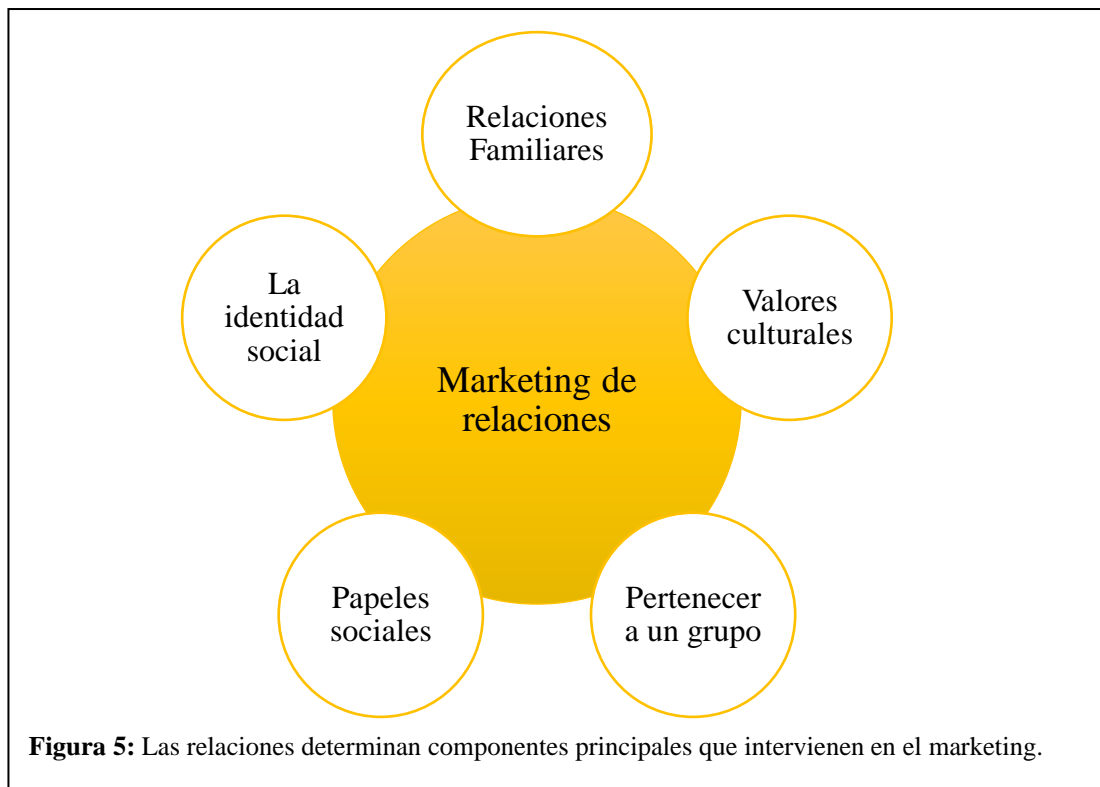 Relaciones
Familiares
La
identidad
social
Valores
culturales
Marketing de
relaciones
Papeles
sociales
Pertenecer
a un grupo
Figura 5: Las relaciones determinan componentes principales que intervienen en el marketing.